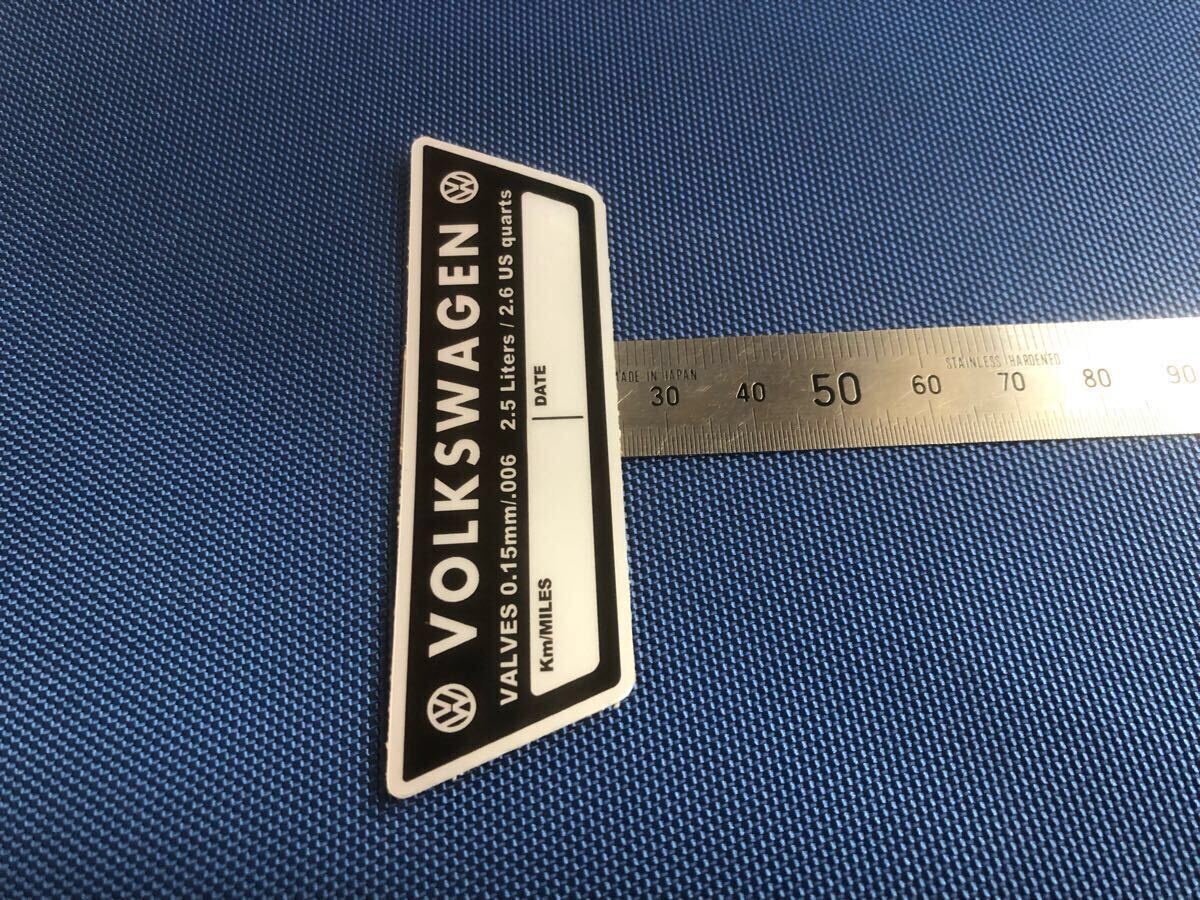 VOLKSWAGEN
VALVES 0.15mm/.006 2.5 Liters / 2.6 US quarts
Km/MILES DATE
MADE IN JAPAN STAINLESS HARDENED
30 40 50 60 70 80 90